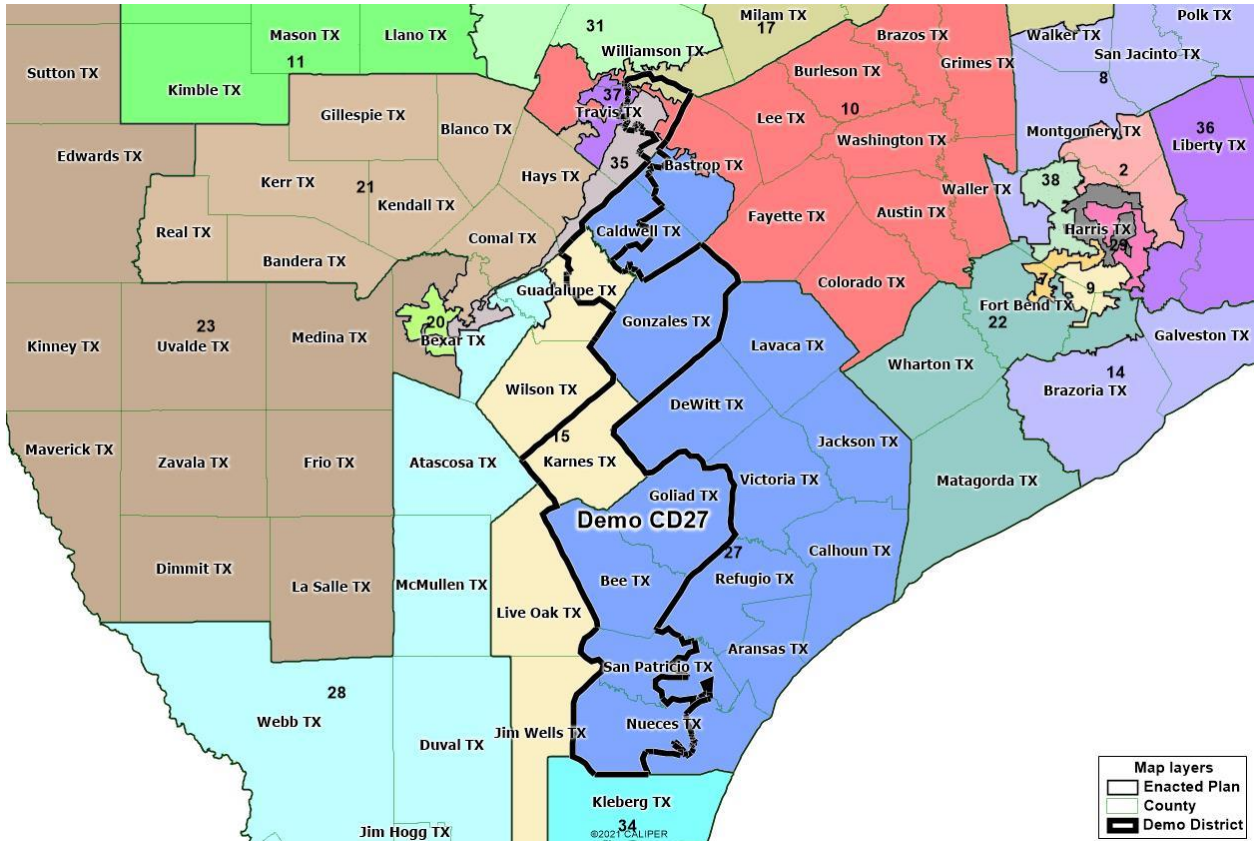 Milam TX
Polk TX
31
17
Mason TX
Llano TX
Williamson TX
Brazos TX
Walker TX
San Jacinto TX
Sutton TX
11
Burleson TX
Grimes TX
8
Kimble TX
37
Travis TX
Lee TX
10
Gillespie TX
Blanco TX
Washington TX
Montgomery TX
36
Liberty TX
Edwards TX
35
Bastrop TX
2
Kerr TX
21
Hays TX
Waller TX
38
Kendall TX
Fayette TX
Austin TX
Real TX
Comal TX
Caldwell TX
Harris TX
29
Bandera TX
Guadalupe TX
Colorado TX
7
9
Fort Bend TX
22
20
Gonzales TX
23
Kinney TX
Uvalde TX
Medina TX
Bexar TX
Lavaca TX
Galveston TX
Wharton TX
14
Brazoria TX
Wilson TX
DeWitt TX
15
Jackson TX
Maverick TX
Zavala TX
Frio TX
Atascosa TX
Karnes TX
Victoria TX
Matagorda TX
Goliad TX
Demo CD27
27
Calhoun TX
Dimmit TX
La Salle TX
McMullen TX
Bee TX
Refugio TX
Live Oak TX
Aransas TX
San Patricio TX
28
Webb TX
Nueces TX
Duval TX
Jim Wells TX
Kleberg TX
34
Jim Hogg TX
©2021 CALIPER
Map layers
Enacted Plan
County
Demo District